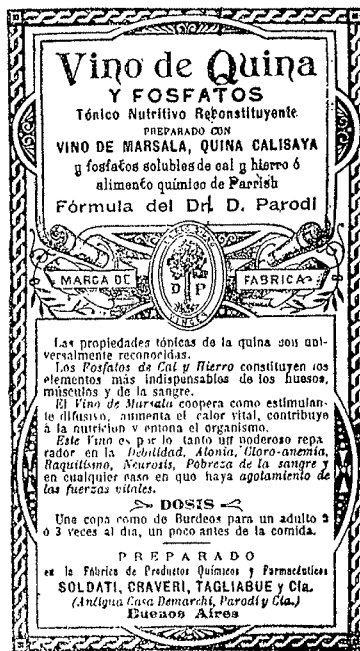 Vino de Quina
Y FOSFATOS
Tónico Nutritivo Reconstituyente
PREPARADO CON
VINO DE MARSALA, QUINA CALISAYA
y fosfatos solubles de cal y hierro ó
alimento químico de Parrish
Fórmula del Dr. D. Parodi
MARCA DE FABRICA
D P
Las propiedades tónicas de la quina son uni-
versalmente reconocidas.
Los Fosfatos de Cal y Hierro constituyen los
elementos más indispensables de los huesos,
músculos y de la sangre.
El Vino de Marsala coopera como estimulan-
te difusivo, aumenta el calor vital, contribuye
á la nutrición y entona el organismo.
Este Vino es por lo tanto un poderoso repa
rador en la Debilidad, Atonía, Cloro-anemia,
Raquitismo, Neurosis, Pobreza de la sangre y
en cualquier caso en que haya agotamiento de
las fuerzas vitales.
DOSIS
Una copa como de Burdeos para un adulto 2
ó 3 veces al día, un poco antes de la comida.
PREPARADO
en la Fábrica de Productos Químicos y Farmacéuticos
SOLDATI, CRAVERI, TAGLIABUE y Cía.
(Antigua Casa Demarchi, Parodi y Cía.)
Buenos Aires